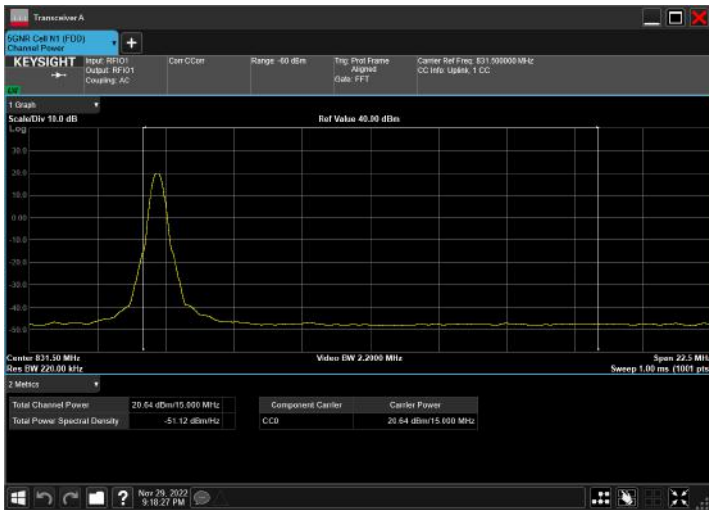 Transceiver A
5GNR Cell N1 (FDD)
Channel Power
KEYSIGHT
Input: RFIO1
Output: RFIO1
Coupling: AC
Corr CCorr
Range: -60 dBm
Trig: Prot Frame
Aligned
Gate: FFT
Carrier Ref Freq: 831.500000 MHz
CC Info: Uplink, 1 CC
1 Graph
Scale/Div 10.0 dB
Ref Value 40.00 dBm
Log
30.0
20.0
10.0
0.00
-10.0
-20.0
-30.0
-40.0
-50.0
Center 831.50 MHz
Video BW 2.2000 MHz
Span 22.5 MHz
Res BW 220.00 kHz
Sweep 1.00 ms (1001 pts
2 Metrics
Total Channel Power 20.64 dBm/15.000 MHz
Total Power Spectral Density -51.12 dBm/Hz
Component Carrier Carrier Power
CC0 20.64 dBm/15.000 MHz
Nov 29, 2022
9:18:27 PM